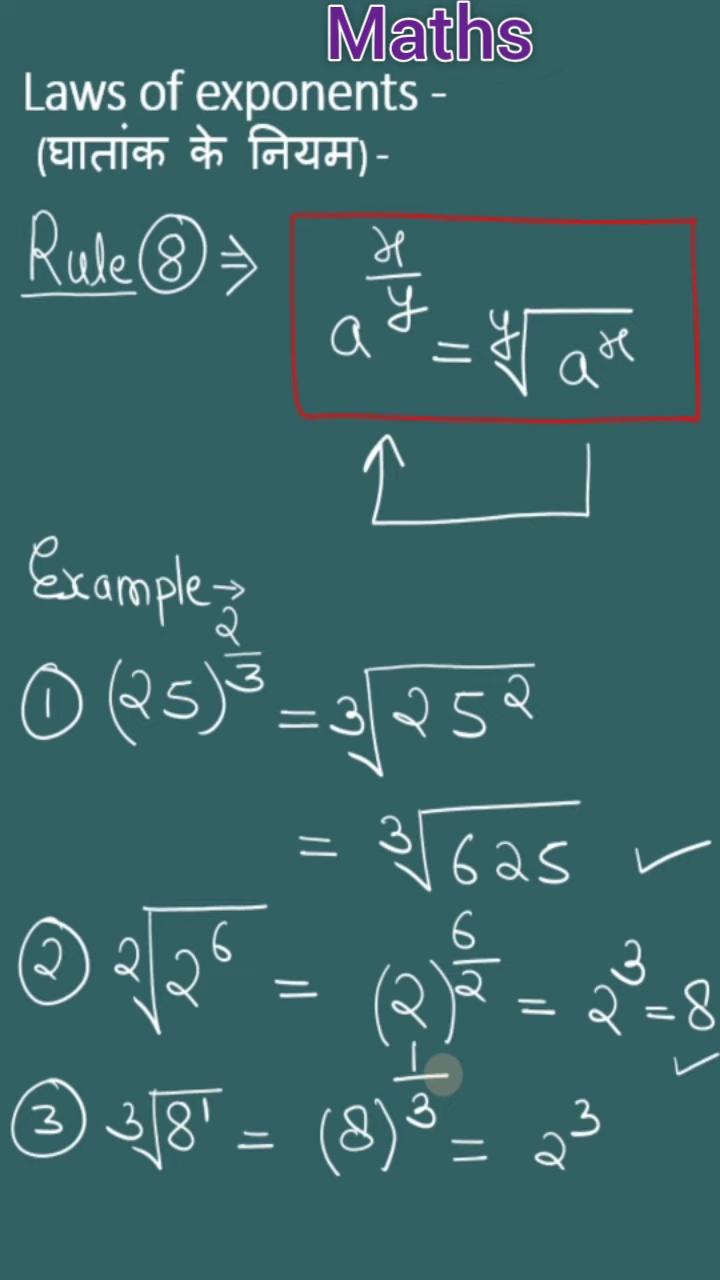 Maths
Laws of exponents -
(घातांक के नियम) -
Rule ⑧ ⇒ a^(x/y) = ʸ√(aˣ)
Example →
① (25)^(2/3) = ³√(25²)
= ³√625 ✓
② ²√(2⁶) = (2)^(6/2) = 2³ = 8 ✓
③ ³√(8¹) = (8)^(1/3) = 2³